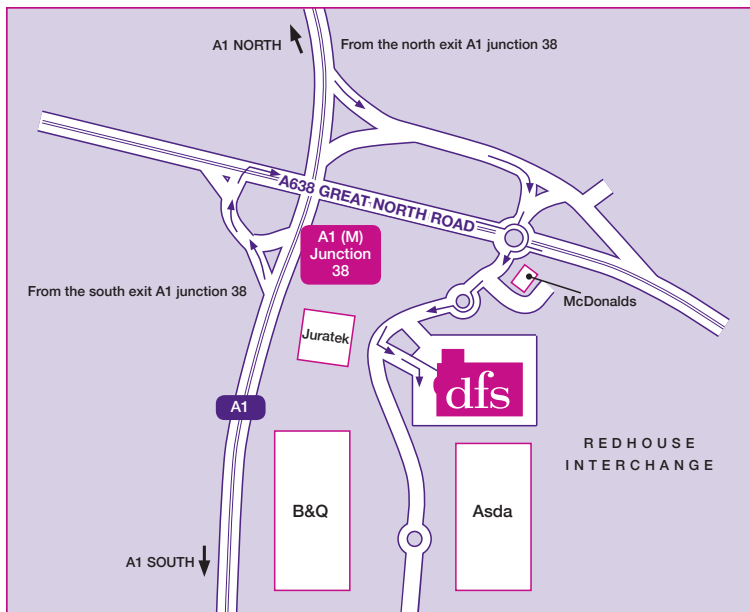 A1 NORTH
From the north exit A1 junction 38
A638 GREAT NORTH ROAD
A1 (M)
Junction
38
From the south exit A1 junction 38
McDonalds
Juratek
dfs
A1
REDHOUSE
INTERCHANGE
B&Q
Asda
A1 SOUTH